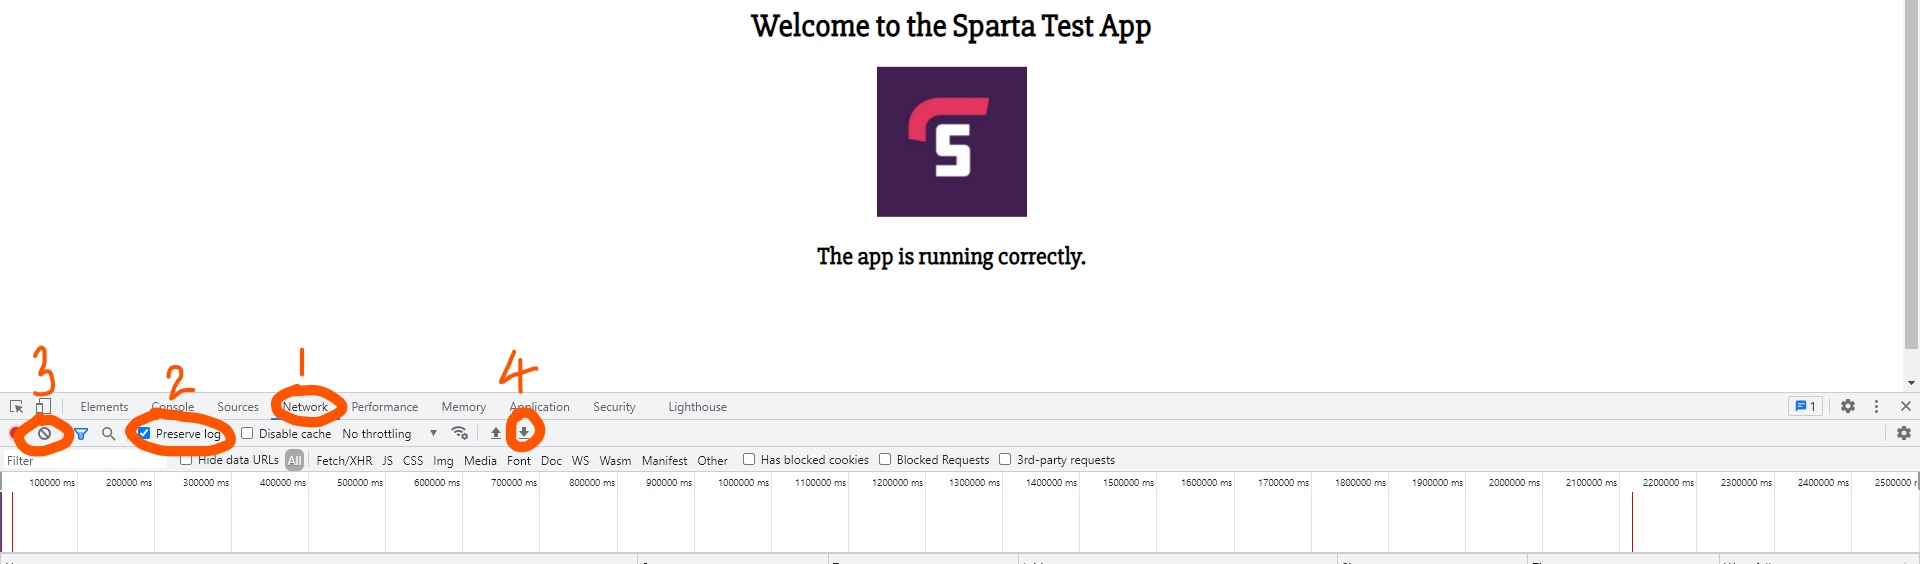 Welcome to the Sparta Test App
S
The app is running correctly.
3 2 1 4
Elements Console Sources Network Performance Memory Application Security Lighthouse 1
Preserve log Disable cache No throttling
Filter Hide data URLs All Fetch/XHR JS CSS Img Media Font Doc WS Wasm Manifest Other Has blocked cookies Blocked Requests 3rd-party requests
100000 ms 200000 ms 300000 ms 400000 ms 500000 ms 600000 ms 700000 ms 800000 ms 900000 ms 1000000 ms 1100000 ms 1200000 ms 1300000 ms 1400000 ms 1500000 ms 1600000 ms 1700000 ms 1800000 ms 1900000 ms 2000000 ms 2100000 ms 2200000 ms 2300000 ms 2400000 ms 2500000